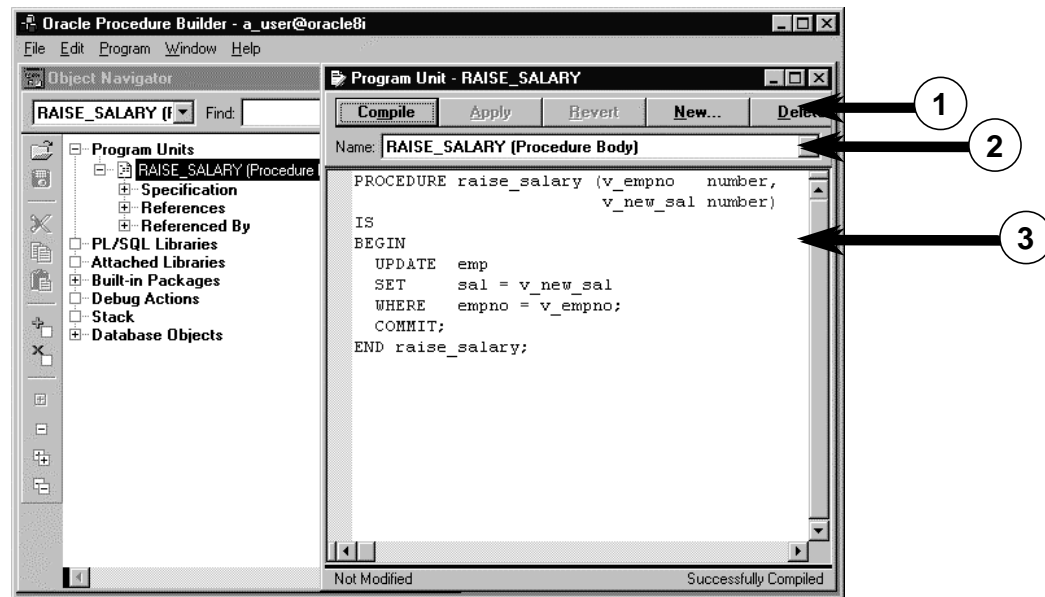 Oracle Procedure Builder - a_user@oracle8i
File Edit Program Window Help
Object Navigator
RAISE_SALARY (F Find:
Program Units
RAISE_SALARY (Procedure
Specification
References
Referenced By
PL/SQL Libraries
Attached Libraries
Built-in Packages
Debug Actions
Stack
Database Objects
Program Unit - RAISE_SALARY
Compile Apply Revert New... Delete
Name: RAISE_SALARY (Procedure Body)
PROCEDURE raise_salary (v_empno number,
v_new_sal number)
IS
BEGIN
UPDATE emp
SET sal = v_new_sal
WHERE empno = v_empno;
COMMIT;
END raise_salary;
Not Modified Successfully Compiled
1
2
3